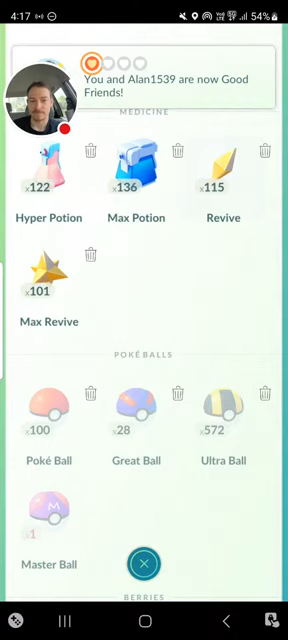 4:17
54%
You and Alan1539 are now Good
Friends!
MEDICINE
x122
x136
x115
Hyper Potion
Max Potion
Revive
x101
Max Revive
POKÉ BALLS
x100
x28
x572
Poké Ball
Great Ball
Ultra Ball
x1
Master Ball
BERRIES